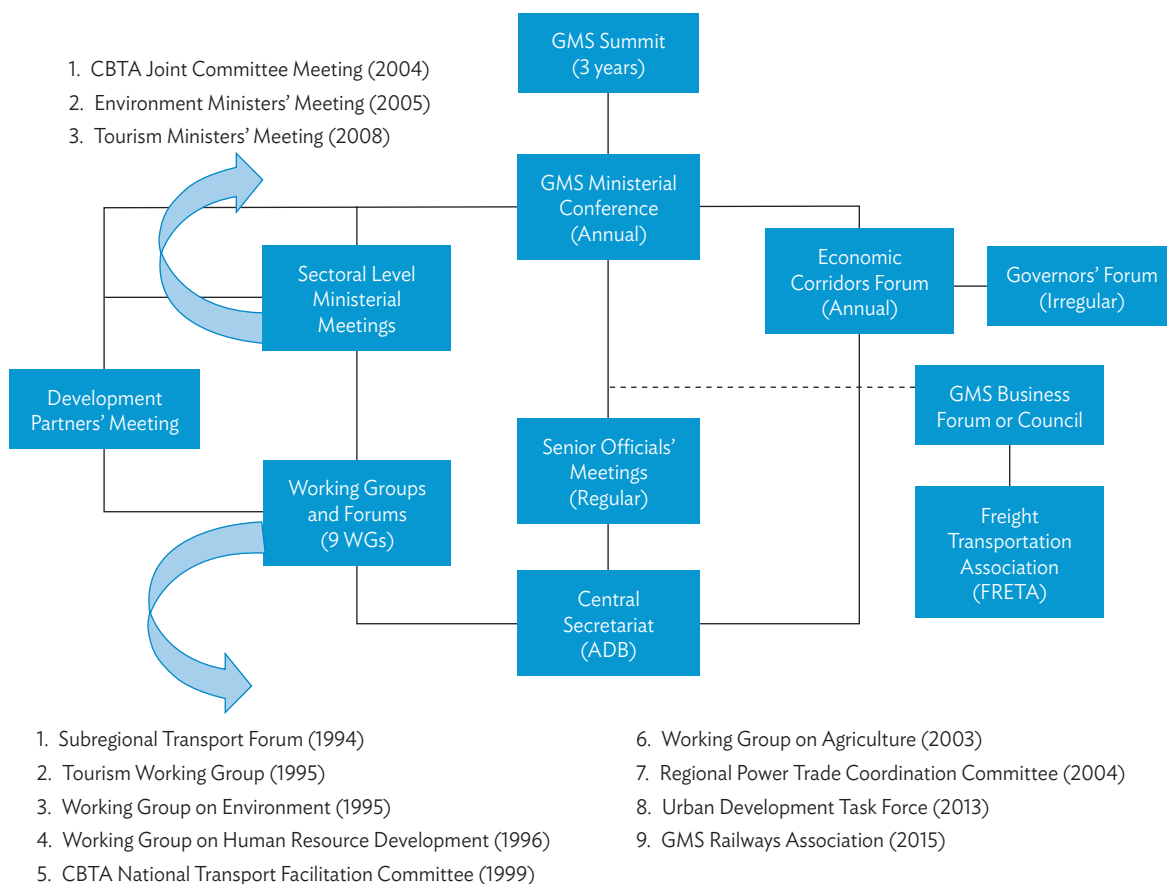 GMS Summit
(3 years)
1. CBTA Joint Committee Meeting (2004)
2. Environment Ministers’ Meeting (2005)
3. Tourism Ministers’ Meeting (2008)
GMS Ministerial
Conference
(Annual)
Sectoral Level
Ministerial
Meetings
Economic
Corridors Forum
(Annual)
Governors’ Forum
(Irregular)
Development
Partners’ Meeting
GMS Business
Forum or Council
Senior Officials’
Meetings
(Regular)
Working Groups
and Forums
(9 WGs)
Freight
Transportation
Association
(FRETA)
Central
Secretariat
(ADB)
1. Subregional Transport Forum (1994)
2. Tourism Working Group (1995)
3. Working Group on Environment (1995)
4. Working Group on Human Resource Development (1996)
5. CBTA National Transport Facilitation Committee (1999)
6. Working Group on Agriculture (2003)
7. Regional Power Trade Coordination Committee (2004)
8. Urban Development Task Force (2013)
9. GMS Railways Association (2015)